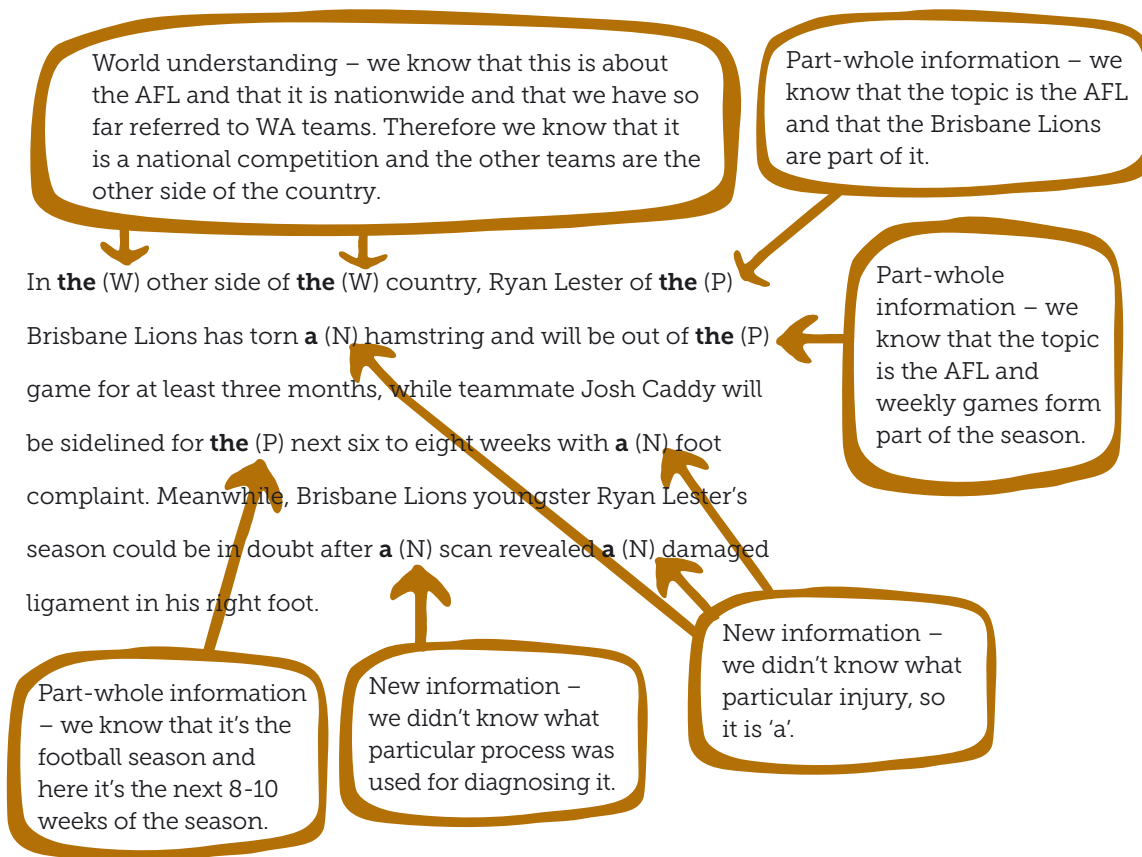 World understanding – we know that this is about
the AFL and that it is nationwide and that we have so
far referred to WA teams. Therefore we know that it
is a national competition and the other teams are the
other side of the country.
Part-whole information – we
know that the topic is the AFL
and that the Brisbane Lions
are part of it.
In the (W) other side of the (W) country, Ryan Lester of the (P)
Brisbane Lions has torn a (N) hamstring and will be out of the (P)
game for at least three months, while teammate Josh Caddy will
be sidelined for the (P) next six to eight weeks with a (N) foot
complaint. Meanwhile, Brisbane Lions youngster Ryan Lester’s
season could be in doubt after a (N) scan revealed a (N) damaged
ligament in his right foot.
Part-whole
information – we
know that the topic
is the AFL and
weekly games form
part of the season.
Part-whole information
– we know that it’s the
football season and
here it’s the next 8-10
weeks of the season.
New information –
we didn’t know what
particular process was
used for diagnosing it.
New information –
we didn’t know what
particular injury, so
it is ‘a’.